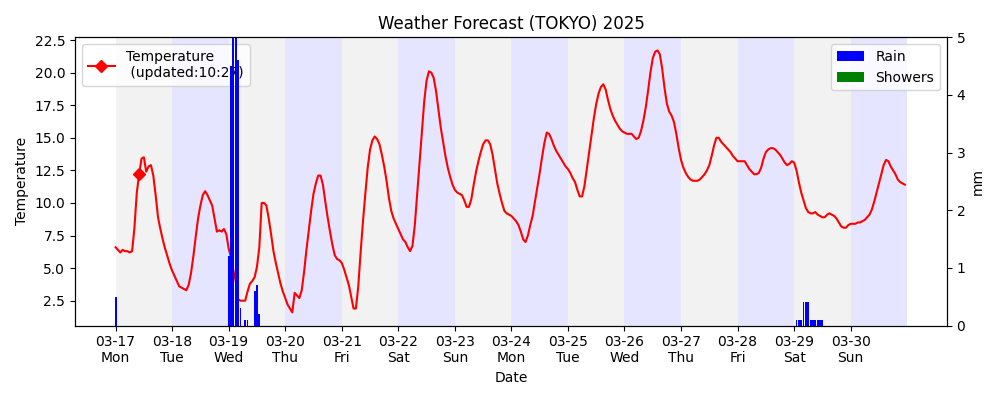 Weather Forecast (TOKYO) 2025
Temperature
(updated:10:2
Rain
Showers
22.5
20.0
17.5
15.0
12.5
10.0
7.5
5.0
2.5
Temperature
5
4
3
2
1
0
mm
03-17 03-18 03-19 03-20 03-21 03-22 03-23 03-24 03-25 03-26 03-27 03-28 03-29 03-30
Mon Tue Wed Thu Fri Sat Sun Mon Tue Wed Thu Fri Sat Sun
Date